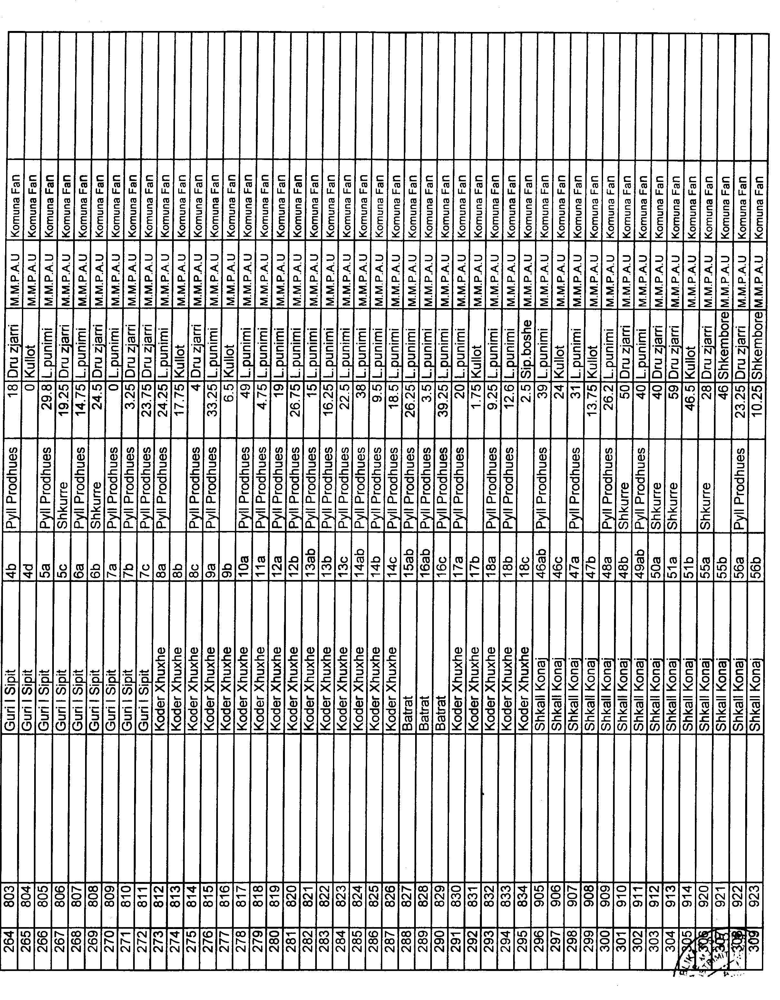 264 803 Guri I Sipit 4b Pyll Prodhues 18 Dru zjarri M.M.P.A.U Komuna Fan
265 804 Guri I Sipit 4d 0 Kullot M.M.P.A.U Komuna Fan
266 805 Guri I Sipit 5a Pyll Prodhues 29.8 L.punimi M.M.P.A.U Komuna Fan
267 806 Guri I Sipit 5c Shkurre 19.25 Dru zjarri M.M.P.A.U Komuna Fan
268 807 Guri I Sipit 6a Pyll Prodhues 14.75 L.punimi M.M.P.A.U Komuna Fan
269 808 Guri I Sipit 6b Shkurre 24.5 Dru zjarri M.M.P.A.U Komuna Fan
270 809 Guri I Sipit 7a Pyll Prodhues 0 L.punimi M.M.P.A.U Komuna Fan
271 810 Guri I Sipit 7b Pyll Prodhues 3.25 Dru zjarri M.M.P.A.U Komuna Fan
272 811 Guri I Sipit 7c Pyll Prodhues 23.75 Dru zjarri M.M.P.A.U Komuna Fan
273 812 Koder Xhuxhe 8a Pyll Prodhues 24.25 L.punimi M.M.P.A.U Komuna Fan
274 813 Koder Xhuxhe 8b 17.75 Kullot M.M.P.A.U Komuna Fan
275 814 Koder Xhuxhe 8c Pyll Prodhues 4 Dru zjarri M.M.P.A.U Komuna Fan
276 815 Koder Xhuxhe 9a Pyll Prodhues 33.25 L.punimi M.M.P.A.U Komuna Fan
277 816 Koder Xhuxhe 9b 6.5 Kullot M.M.P.A.U Komuna Fan
278 817 Koder Xhuxhe 10a Pyll Prodhues 49 L.punimi M.M.P.A.U Komuna Fan
279 818 Koder Xhuxhe 11a Pyll Prodhues 4.75 L.punimi M.M.P.A.U Komuna Fan
280 819 Koder Xhuxhe 12a Pyll Prodhues 19 L.punimi M.M.P.A.U Komuna Fan
281 820 Koder Xhuxhe 12b Pyll Prodhues 26.75 L.punimi M.M.P.A.U Komuna Fan
282 821 Koder Xhuxhe 13ab Pyll Prodhues 15 L.punimi M.M.P.A.U Komuna Fan
283 822 Koder Xhuxhe 13b Pyll Prodhues 16.25 L.punimi M.M.P.A.U Komuna Fan
284 823 Koder Xhuxhe 13c Pyll Prodhues 22.5 L.punimi M.M.P.A.U Komuna Fan
285 824 Koder Xhuxhe 14ab Pyll Prodhues 38 L.punimi M.M.P.A.U Komuna Fan
286 825 Koder Xhuxhe 14b Pyll Prodhues 9.5 L.punimi M.M.P.A.U Komuna Fan
287 826 Koder Xhuxhe 14c Pyll Prodhues 18.5 L.punimi M.M.P.A.U Komuna Fan
288 827 Batrat 15ab Pyll Prodhues 26.25 L.punimi M.M.P.A.U Komuna Fan
289 828 Batrat 16ab Pyll Prodhues 3.5 L.punimi M.M.P.A.U Komuna Fan
290 829 Batrat 16c Pyll Prodhues 39.25 L.punimi M.M.P.A.U Komuna Fan
291 830 Koder Xhuxhe 17a Pyll Prodhues 20 L.punimi M.M.P.A.U Komuna Fan
292 831 Koder Xhuxhe 17b 1.75 Kullot M.M.P.A.U Komuna Fan
293 832 Koder Xhuxhe 18a Pyll Prodhues 9.25 L.punimi M.M.P.A.U Komuna Fan
294 833 Koder Xhuxhe 18b Pyll Prodhues 12.6 L.punimi M.M.P.A.U Komuna Fan
295 834 Koder Xhuxhe 18c 2.5 Sip.boshe M.M.P.A.U Komuna Fan
296 905 Shkall Konaj 46ab Pyll Prodhues 39 L.punimi M.M.P.A.U Komuna Fan
297 906 Shkall Konaj 46c 24 Kullot M.M.P.A.U Komuna Fan
298 907 Shkall Konaj 47a Pyll Prodhues 31 L.punimi M.M.P.A.U Komuna Fan
299 908 Shkall Konaj 47b 13.75 Kullot M.M.P.A.U Komuna Fan
300 909 Shkall Konaj 48a Pyll Prodhues 26.2 L.punimi M.M.P.A.U Komuna Fan
301 910 Shkall Konaj 48b Shkurre 50 Dru zjarri M.M.P.A.U Komuna Fan
302 911 Shkall Konaj 49ab Pyll Prodhues 40 L.punimi M.M.P.A.U Komuna Fan
303 912 Shkall Konaj 50a Shkurre 40 Dru zjarri M.M.P.A.U Komuna Fan
304 913 Shkall Konaj 51a Shkurre 59 Dru zjarri M.M.P.A.U Komuna Fan
305 914 Shkall Konaj 51b 46.5 Kullot M.M.P.A.U Komuna Fan
306 920 Shkall Konaj 55a Shkurre 28 Dru zjarri M.M.P.A.U Komuna Fan
307 921 Shkall Konaj 55b 46 Shkembore M.M.P.A.U Komuna Fan
308 922 Shkall Konaj 56a Pyll Prodhues 23.25 Dru zjarri M.M.P.A.U Komuna Fan
309 923 Shkall Konaj 56b 10.25 Shkembore M.M.P.A.U Komuna Fan